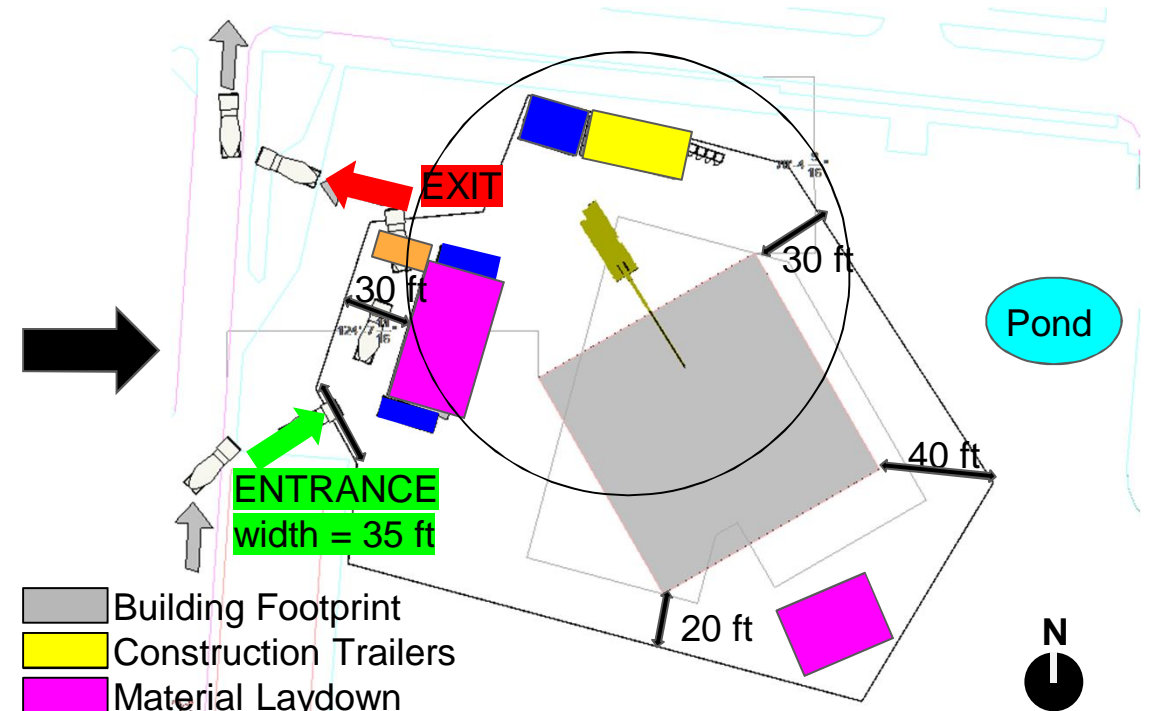 EXIT
30 ft
30 ft
Pond
40 ft
ENTRANCE
width = 35 ft
20 ft
N
Building Footprint
Construction Trailers
Material Laydown